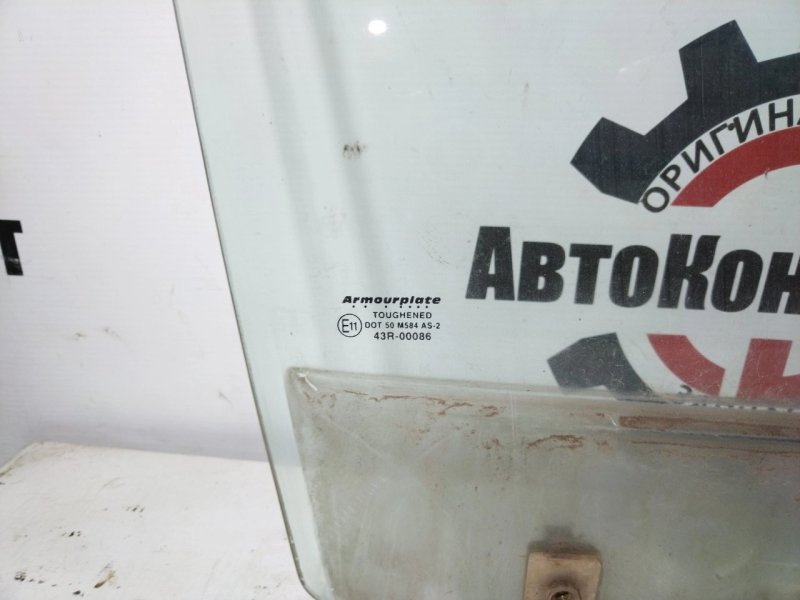 ОРИГИНА
АвтоКон
т
Armourplate
TOUGHENED
E11 DOT 50 M584 AS-2
43R-00086